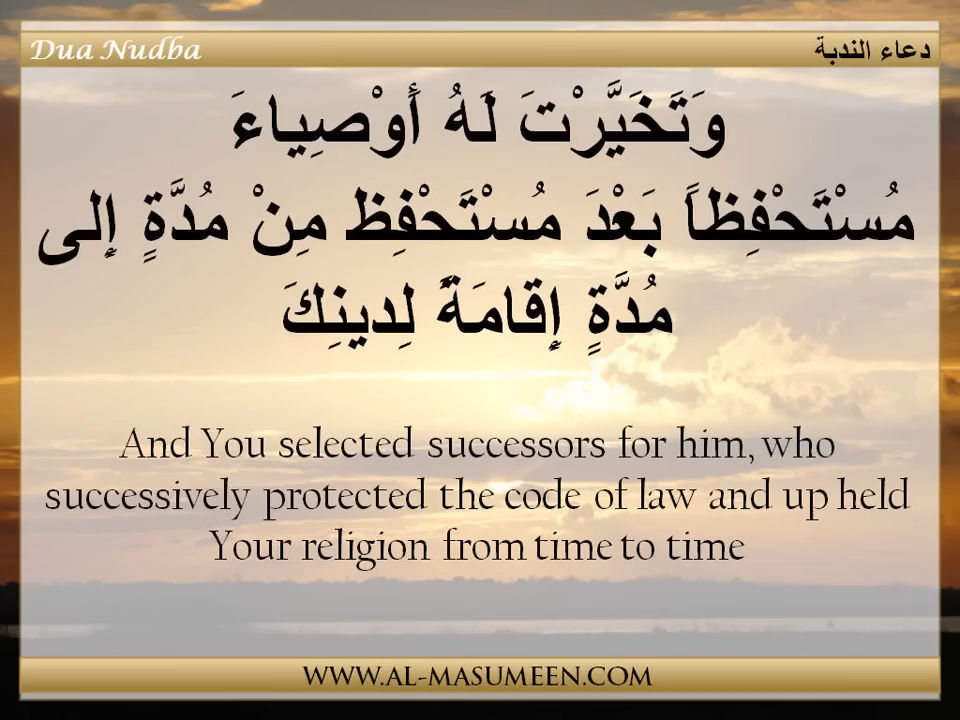 Dua Nudba
دعاء الندبة
وَتَخَيَّرْتَ لَهُ أَوْصِياءَ
مُسْتَحْفِظاً بَعْدَ مُسْتَحْفِظ مِنْ مُدَّةٍ إِلى
مُدَّةٍ إِقامَةً لِدينِكَ
And You selected successors for him, who
successively protected the code of law and up held
Your religion from time to time
WWW.AL-MASUMEEN.COM